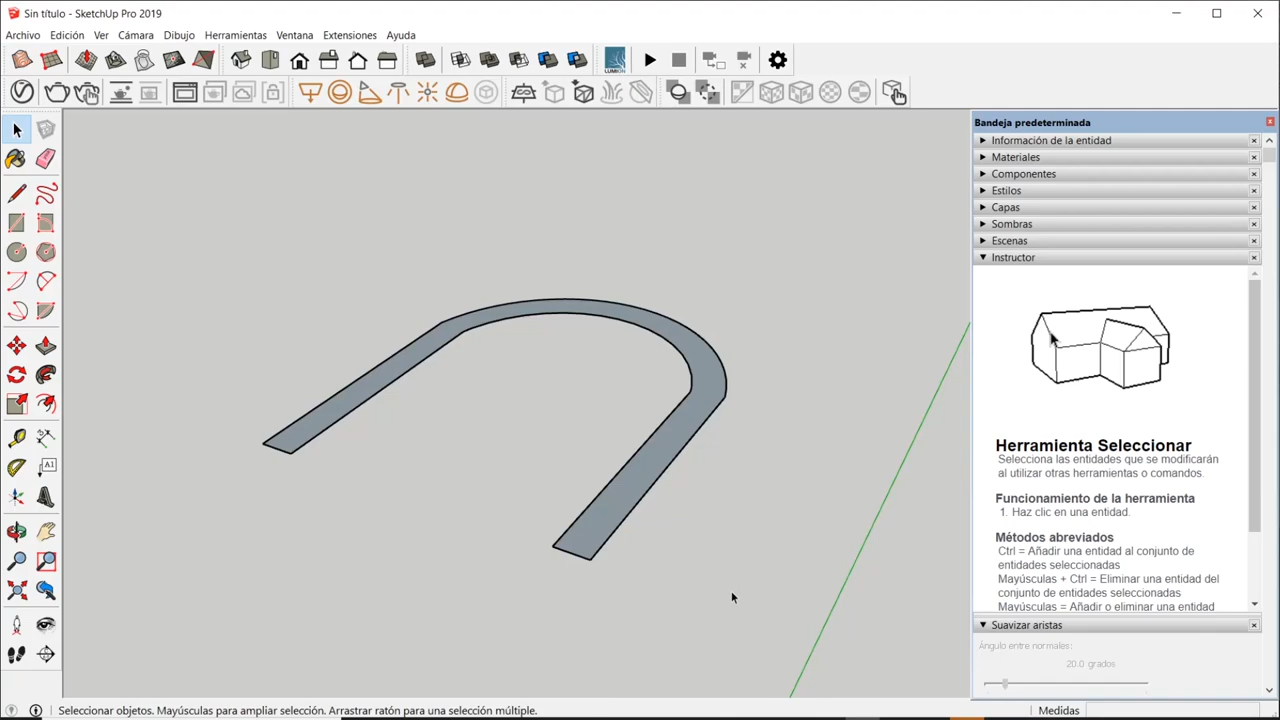 Sin título - SketchUp Pro 2019
Archivo Edición Ver Cámara Dibujo Herramientas Ventana Extensiones Ayuda
LUMION
A1
Bandeja predeterminada
Información de la entidad
Materiales
Componentes
Estilos
Capas
Sombras
Escenas
Instructor
Herramienta Seleccionar
Selecciona las entidades que se modificarán
al utilizar otras herramientas o comandos.
Funcionamiento de la herramienta
1. Haz clic en una entidad.
Métodos abreviados
Ctrl = Añadir una entidad al conjunto de
entidades seleccionadas
Mayúsculas + Ctrl = Eliminar una entidad del
conjunto de entidades seleccionadas
Mayúsculas = Añadir o eliminar una entidad
Suavizar aristas
Ángulo entre normales:
20.0 grados
Seleccionar objetos. Mayúsculas para ampliar selección. Arrastrar ratón para una selección múltiple.
Medidas